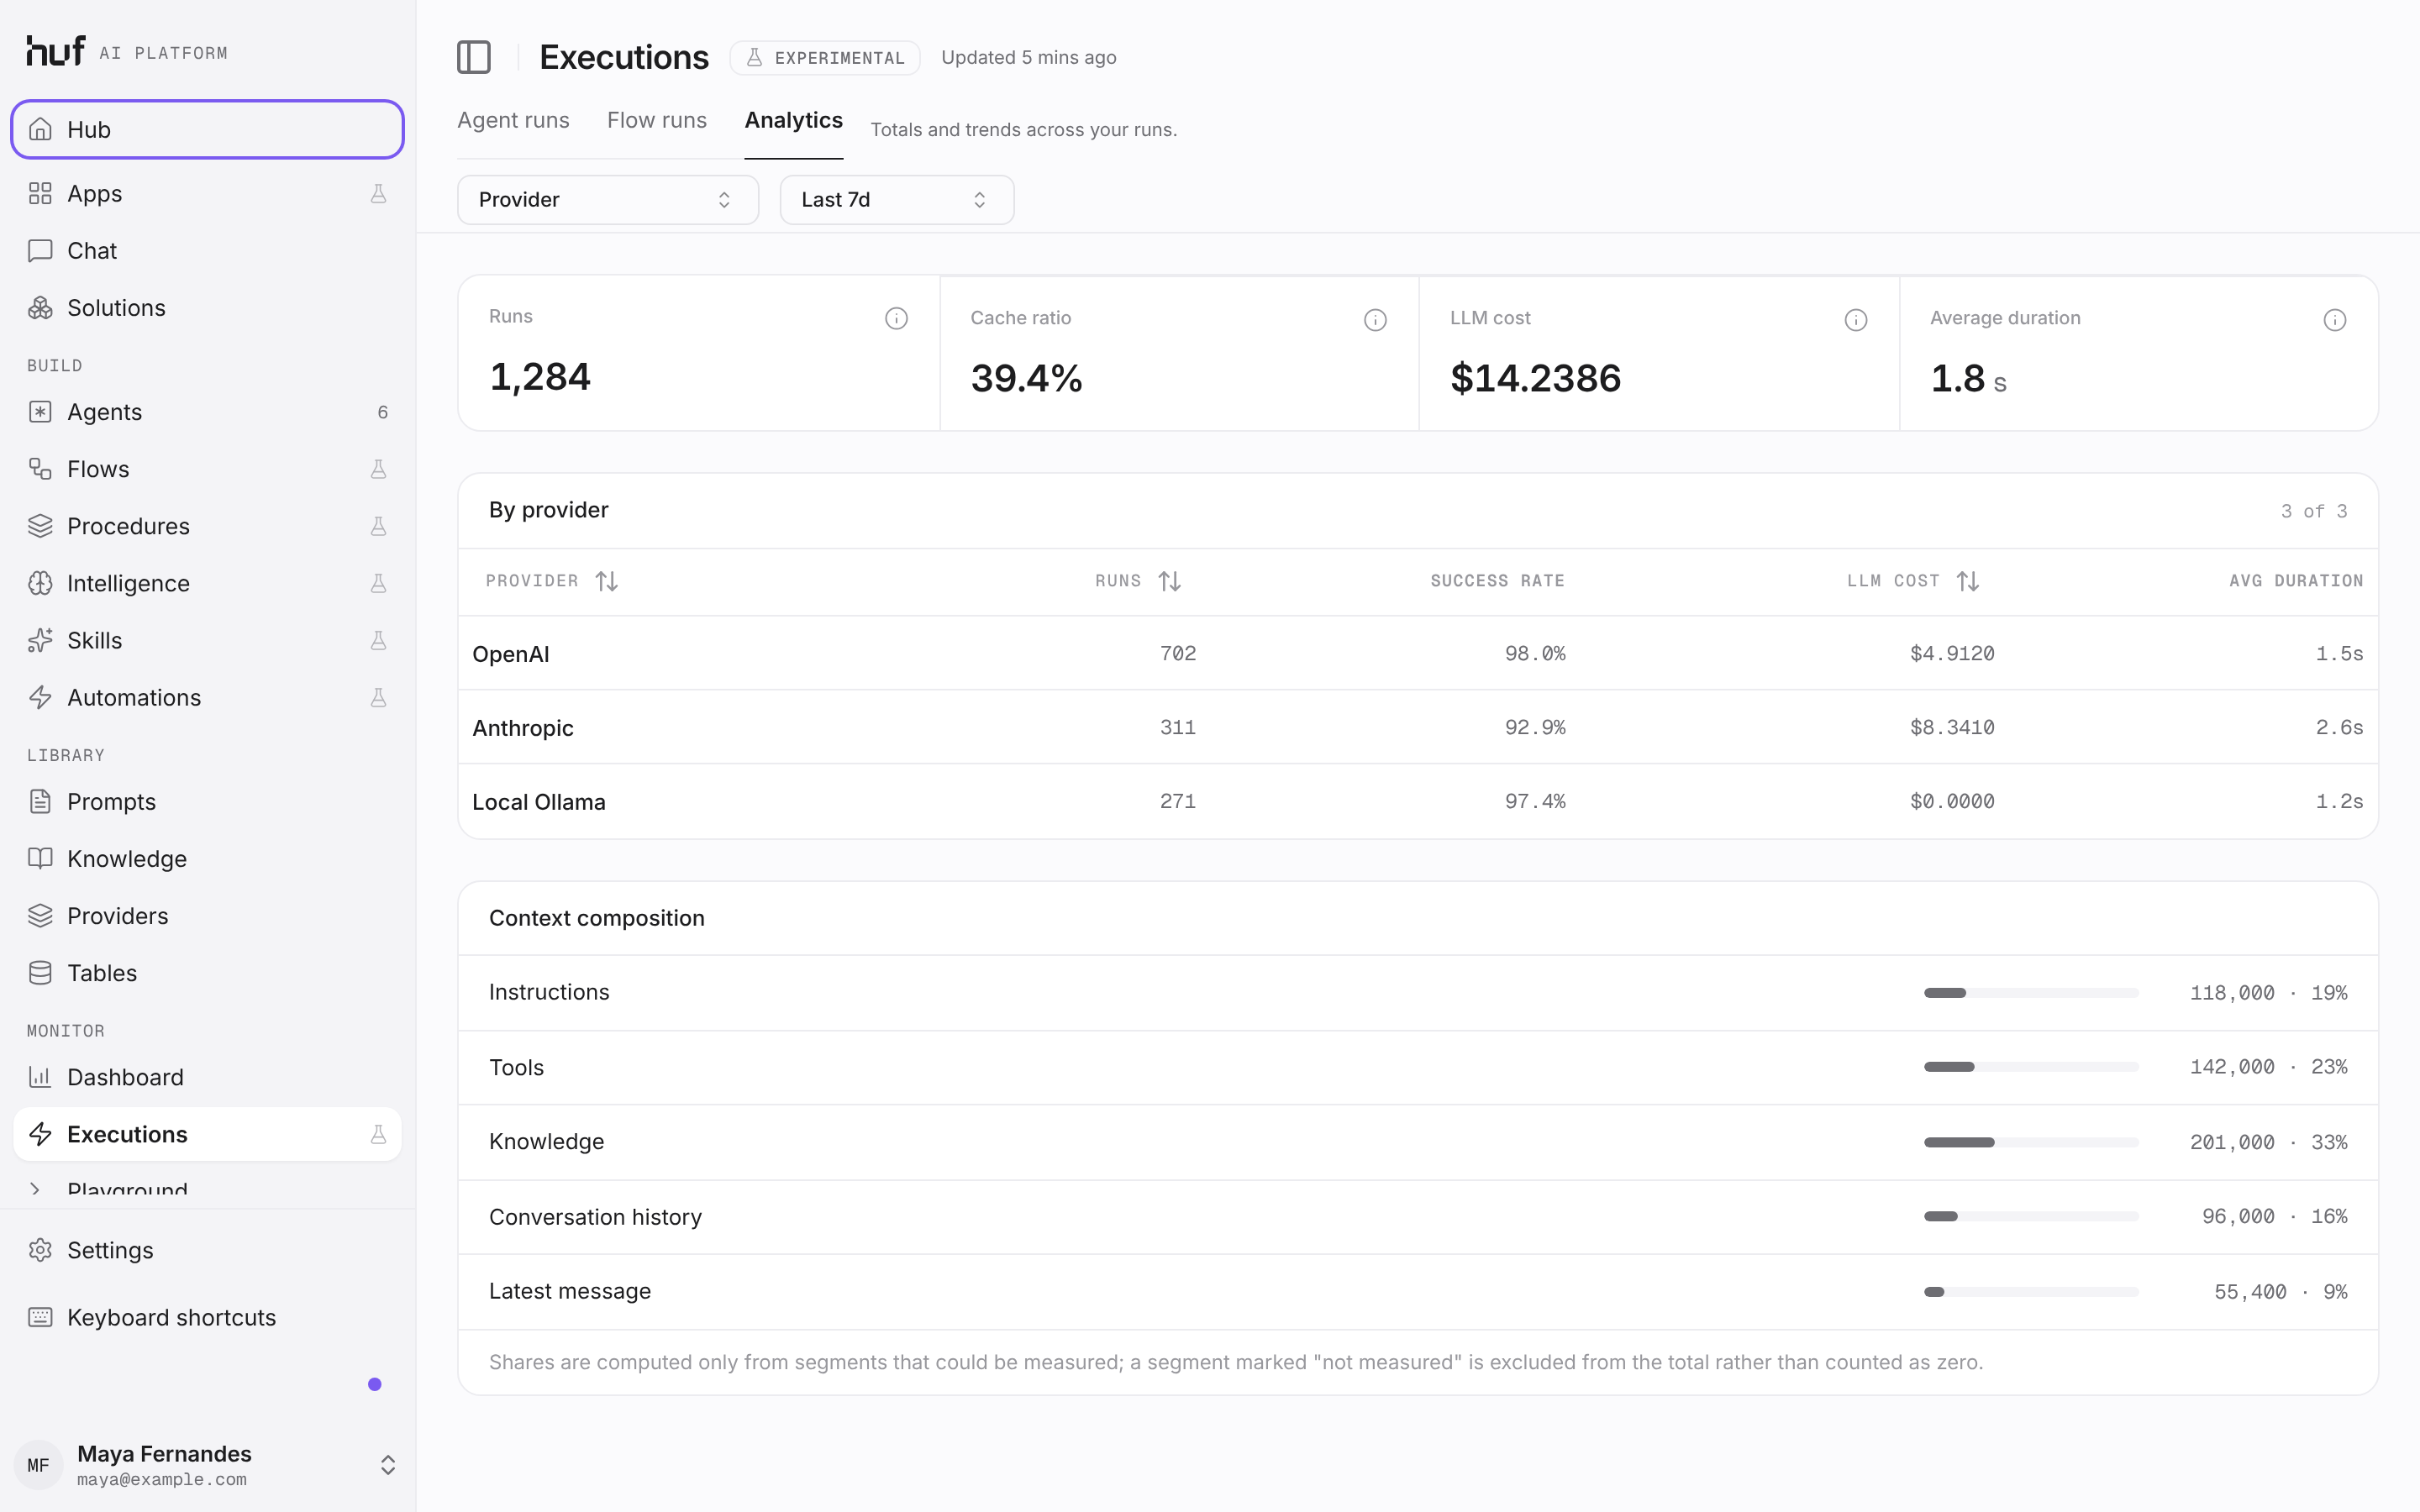 huf AI PLATFORM
Hub
Apps
Chat
Solutions
BUILD
Agents 6
Flows
Procedures
Intelligence
Skills
Automations
LIBRARY
Prompts
Knowledge
Providers
Tables
MONITOR
Dashboard
Executions
Playground
Settings
Keyboard shortcuts
MF
Maya Fernandes
maya@example.com
Executions EXPERIMENTAL Updated 5 mins ago
Agent runs Flow runs Analytics Totals and trends across your runs.
Provider Last 7d
Runs Cache ratio LLM cost Average duration
1,284 39.4% $14.2386 1.8 s
By provider 3 of 3
PROVIDER RUNS SUCCESS RATE LLM COST AVG DURATION
OpenAI 702 98.0% $4.9120 1.5s
Anthropic 311 92.9% $8.3410 2.6s
Local Ollama 271 97.4% $0.0000 1.2s
Context composition
Instructions 118,000 · 19%
Tools 142,000 · 23%
Knowledge 201,000 · 33%
Conversation history 96,000 · 16%
Latest message 55,400 · 9%
Shares are computed only from segments that could be measured; a segment marked "not measured" is excluded from the total rather than counted as zero.